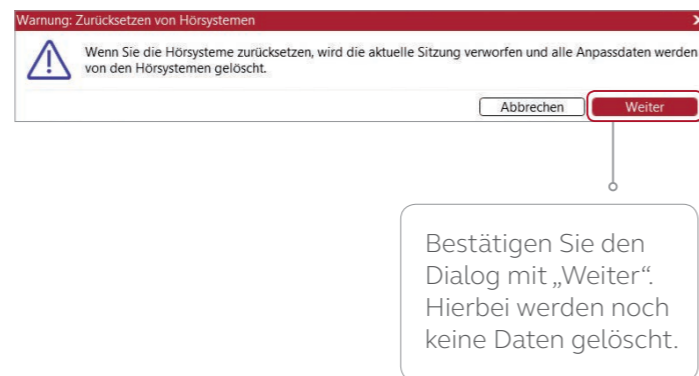 Warnung: Zurücksetzen von Hörsystemen
Wenn Sie die Hörsysteme zurücksetzen, wird die aktuelle Sitzung verworfen und alle Anpassdaten werden
von den Hörsystemen gelöscht.
Abbrechen
Weiter
Bestätigen Sie den
Dialog mit „Weiter“.
Hierbei werden noch
keine Daten gelöscht.